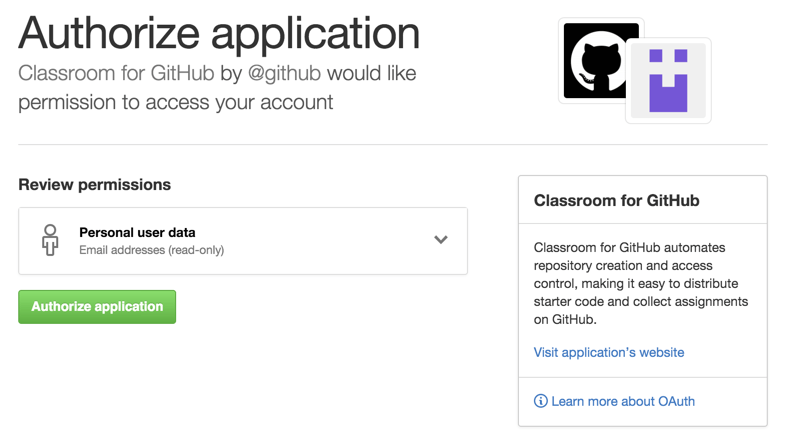 Authorize application
Classroom for GitHub by @github would like
permission to access your account
Review permissions
Personal user data
Email addresses (read-only)
Authorize application
Classroom for GitHub
Classroom for GitHub automates
repository creation and access
control, making it easy to distribute
starter code and collect assignments
on GitHub.
Visit application's website
Learn more about OAuth